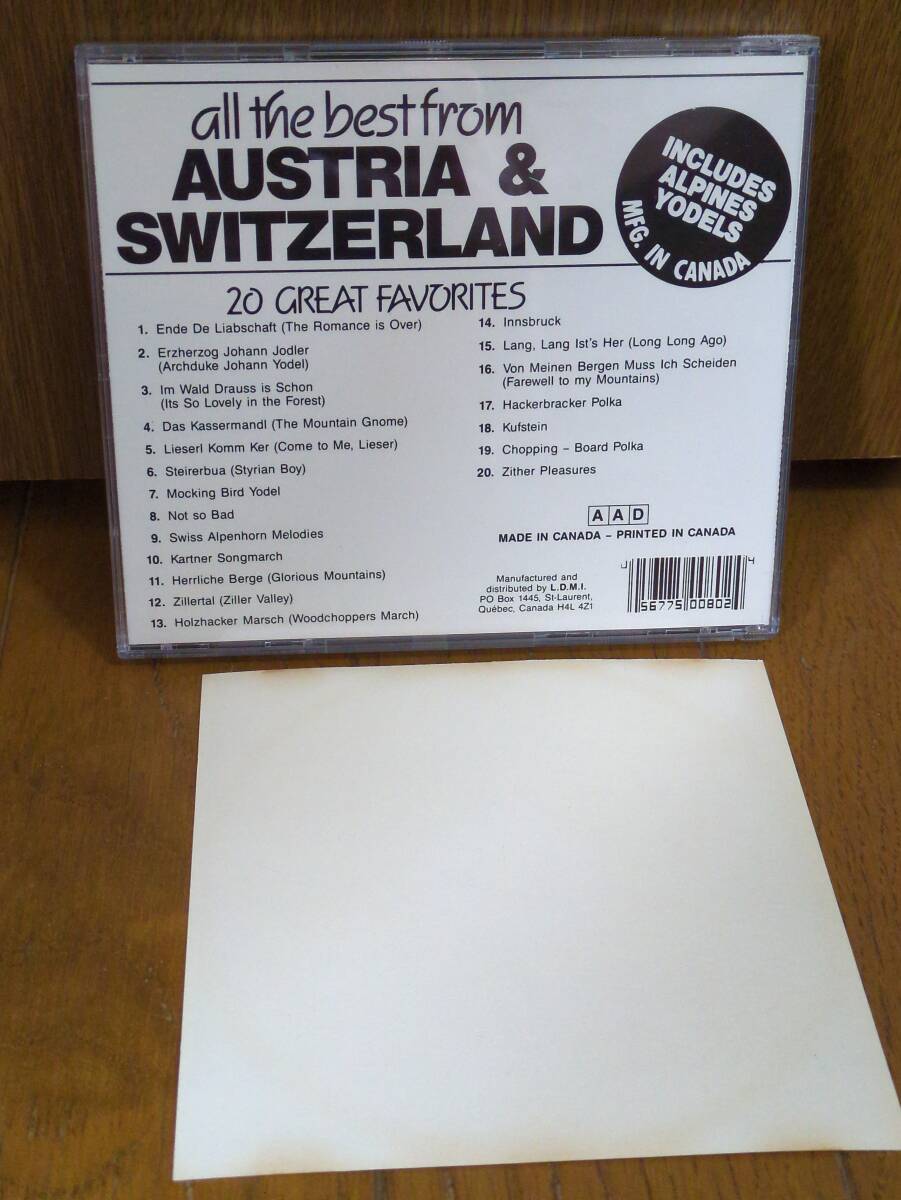 all the best from
AUSTRIA &
SWITZERLAND
INCLUDES
ALPINES
YODELS
MFG. IN CANADA
20 GREAT FAVORITES
1. Ende De Liabschaft (The Romance is Over)
2. Erzherzog Johann Jodler
(Archduke Johann Yodel)
3. Im Wald Drauss is Schon
(Its So Lovely in the Forest)
4. Das Kassermandl (The Mountain Gnome)
5. Lieserl Komm Ker (Come to Me, Lieser)
6. Steirerbua (Styrian Boy)
7. Mocking Bird Yodel
8. Not so Bad
9. Swiss Alpenhorn Melodies
10. Kartner Songmarch
11. Herrliche Berge (Glorious Mountains)
12. Zillertal (Ziller Valley)
13. Holzhacker Marsch (Woodchoppers March)
14. Innsbruck
15. Lang, Lang Ist's Her (Long Long Ago)
16. Von Meinen Bergen Muss Ich Scheiden
(Farewell to my Mountains)
17. Hackerbracker Polka
18. Kufstein
19. Chopping – Board Polka
20. Zither Pleasures
AAD
MADE IN CANADA – PRINTED IN CANADA
Manufactured and
distributed by L.D.M.I.
PO Box 1445, St-Laurent,
Québec, Canada H4L 4Z1
0 56775 00802 4